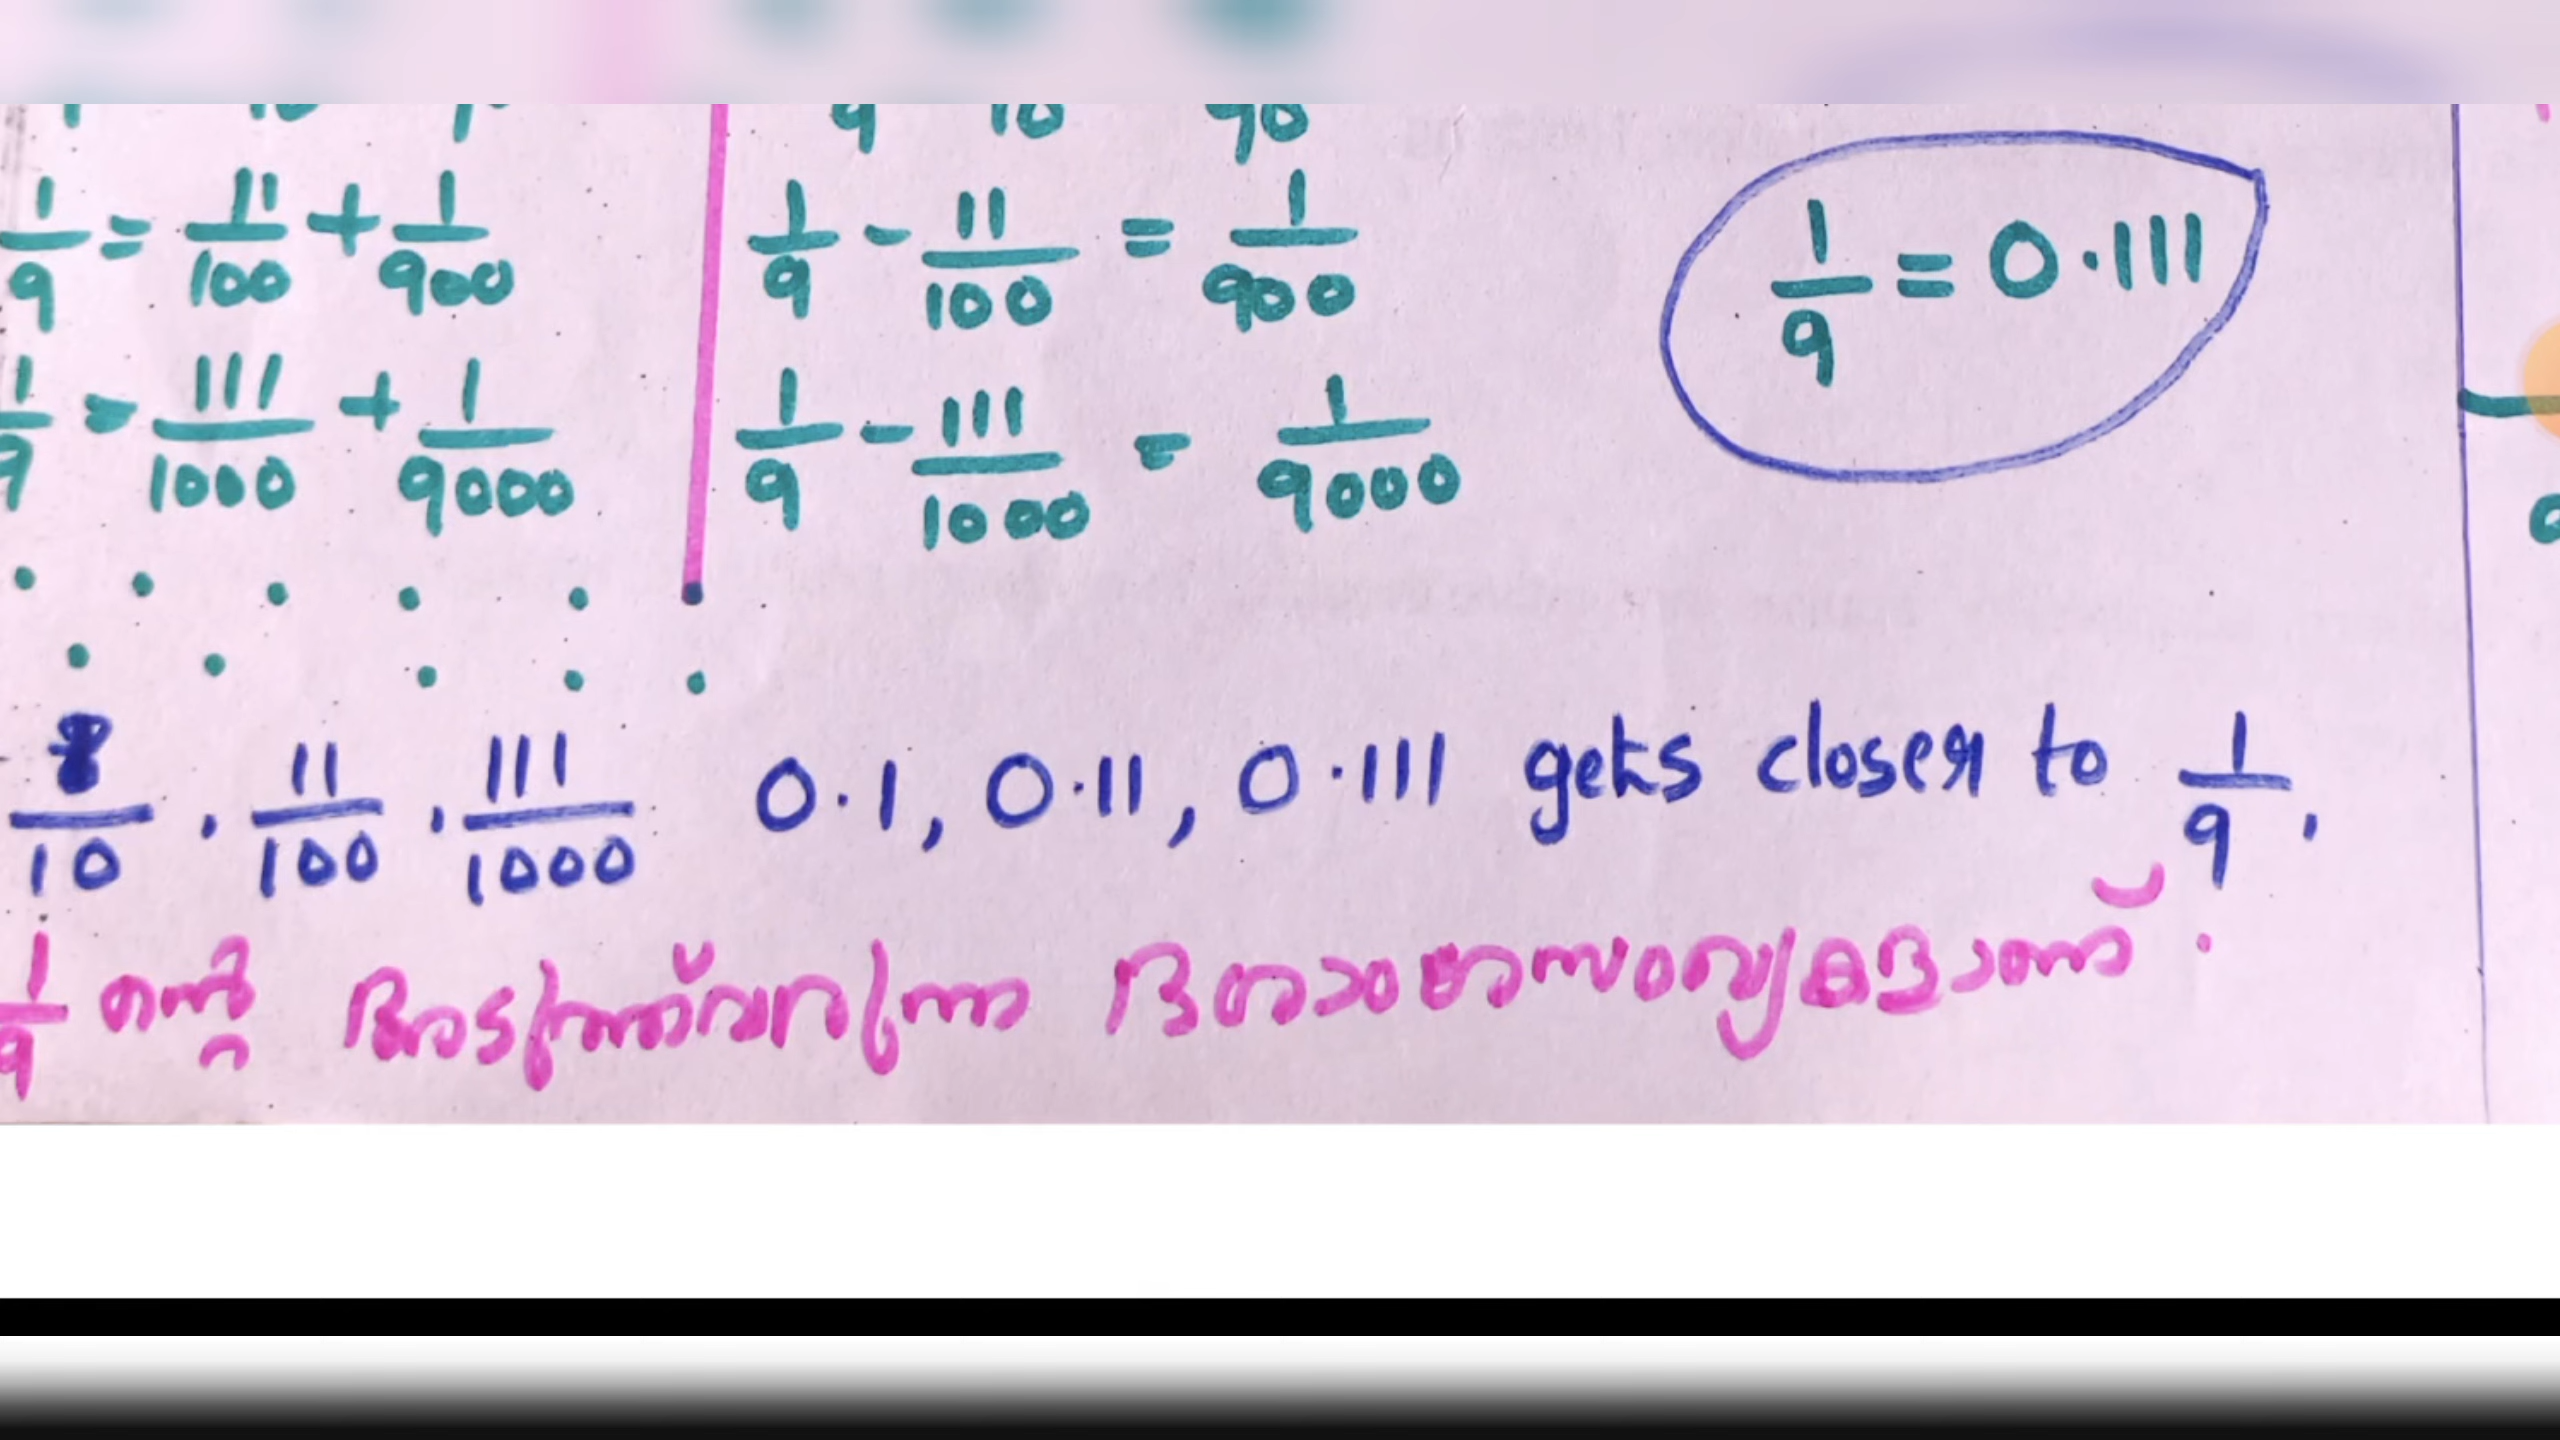 1/9 = 11/100 + 1/900
1/9 - 11/100 = 1/900
1/9 = 0.111
1/9 = 111/1000 + 1/9000
1/9 - 111/1000 = 1/9000
/10 , 11/100 , 111/1000 0.1, 0.11, 0.111 gets closer to 1/9 .
1/9 നന്റെ അടുത്തുവരുന്ന ദശാംശസംഖ്യകളാണ് .